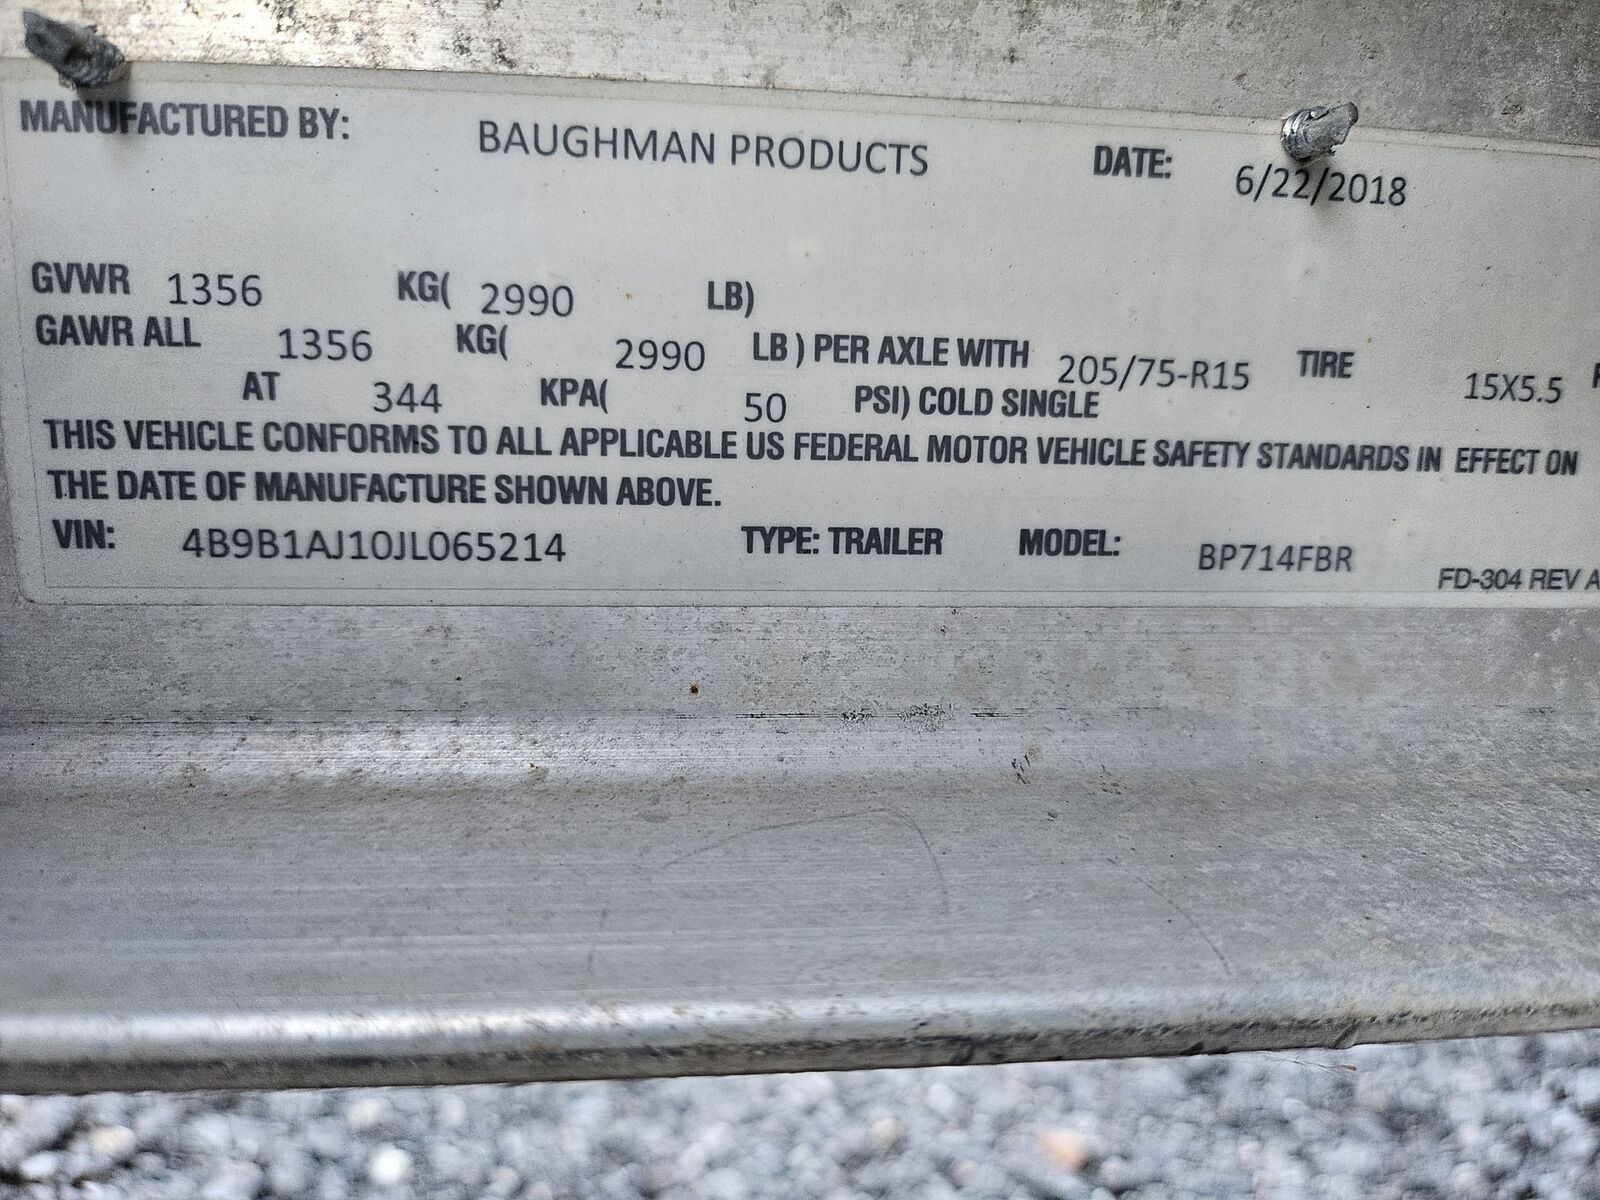 MANUFACTURED BY: BAUGHMAN PRODUCTS DATE: 6/22/2018
GVWR 1356 KG( 2990 LB)
GAWR ALL 1356 KG( 2990 LB) PER AXLE WITH 205/75-R15 TIRE 15X5.5
AT 344 KPA( 50 PSI) COLD SINGLE
THIS VEHICLE CONFORMS TO ALL APPLICABLE US FEDERAL MOTOR VEHICLE SAFETY STANDARDS IN EFFECT ON
THE DATE OF MANUFACTURE SHOWN ABOVE.
VIN: 4B9B1AJ10JL065214 TYPE: TRAILER MODEL: BP714FBR
FD-304 REV A